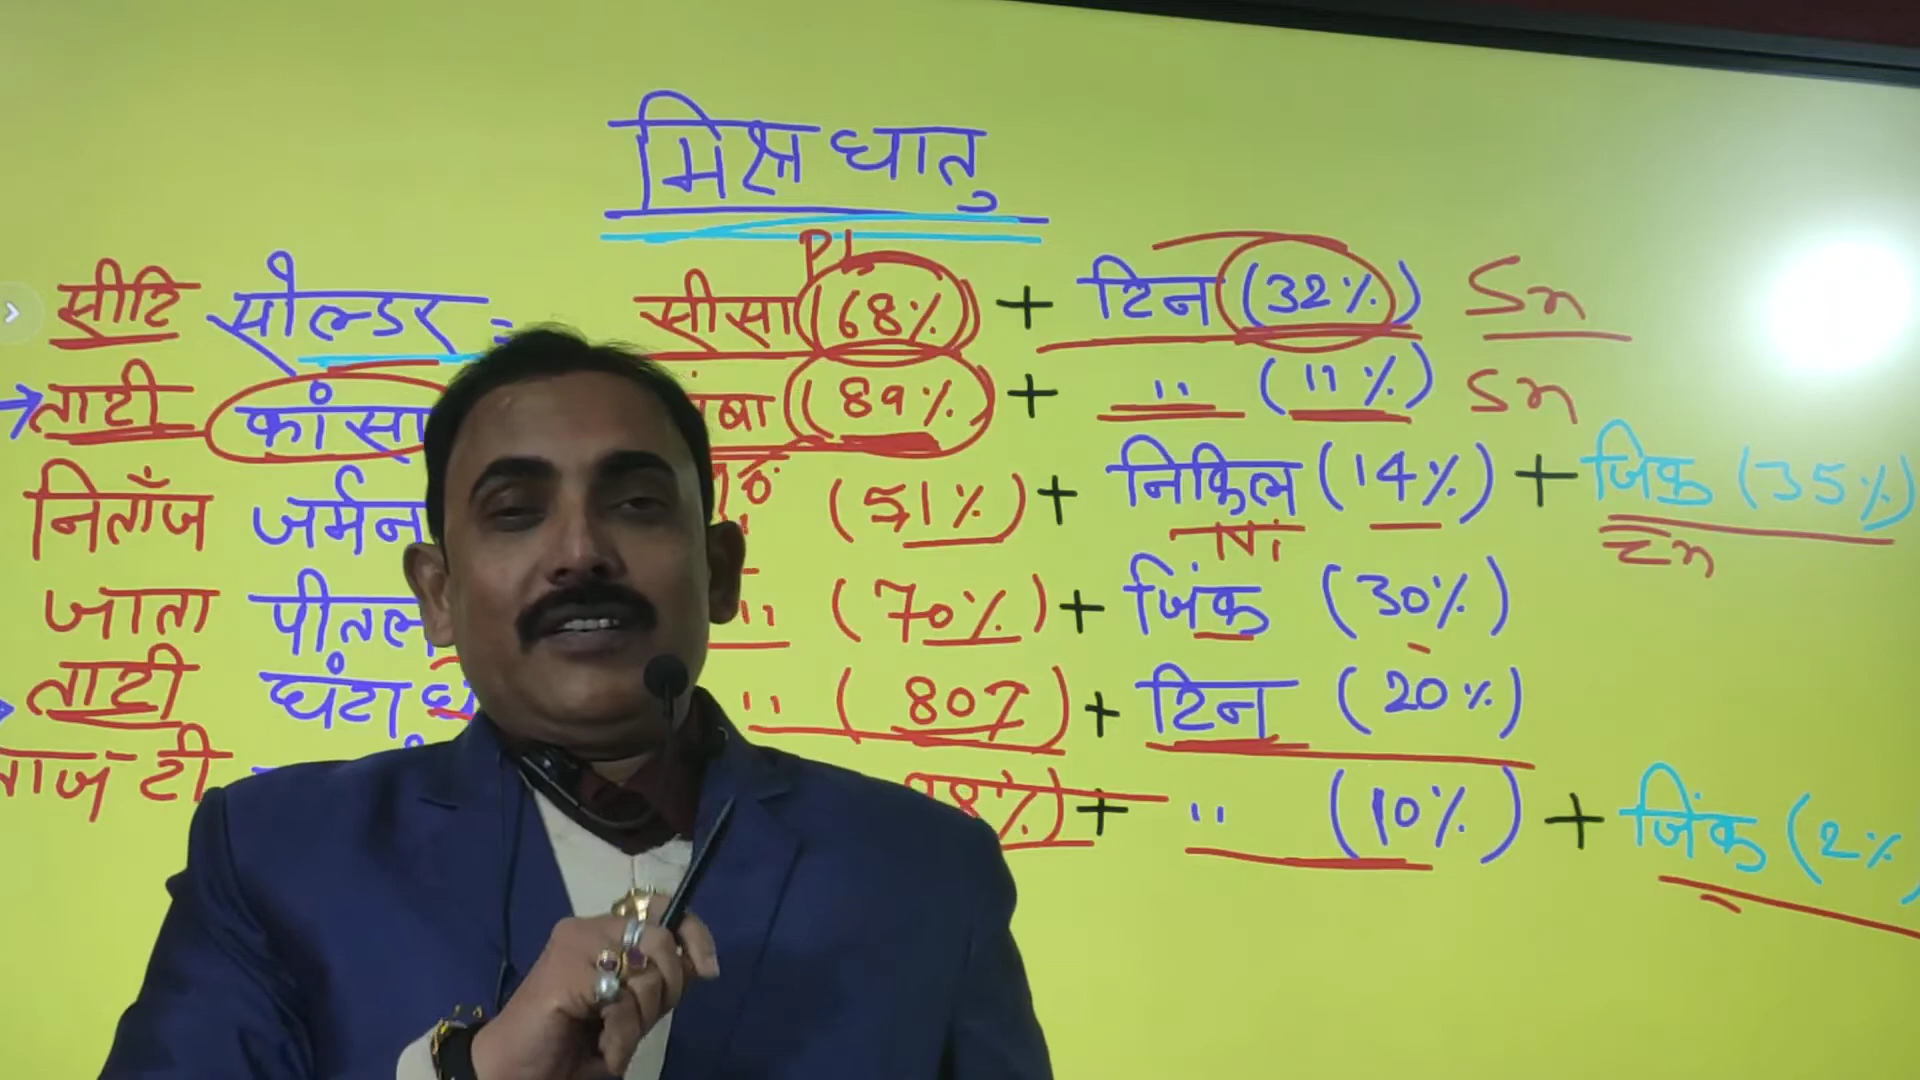 मिश्र धातु
सीटि सोल्डर = सीसा (68%) + टिन (32%) Sn
Pb
→ ताटी कांसा (89%) + '' (11%) Sn
निताँज जर्मन (51%) + निकिल (14%) + जिंक (35%)
Ni Zn
जाता पीतल '' (70%) + जिंक (30%)
ताटी घंटा '' (80%) + टिन (20%)
ताज टी + '' (10%) + जिंक (2%)